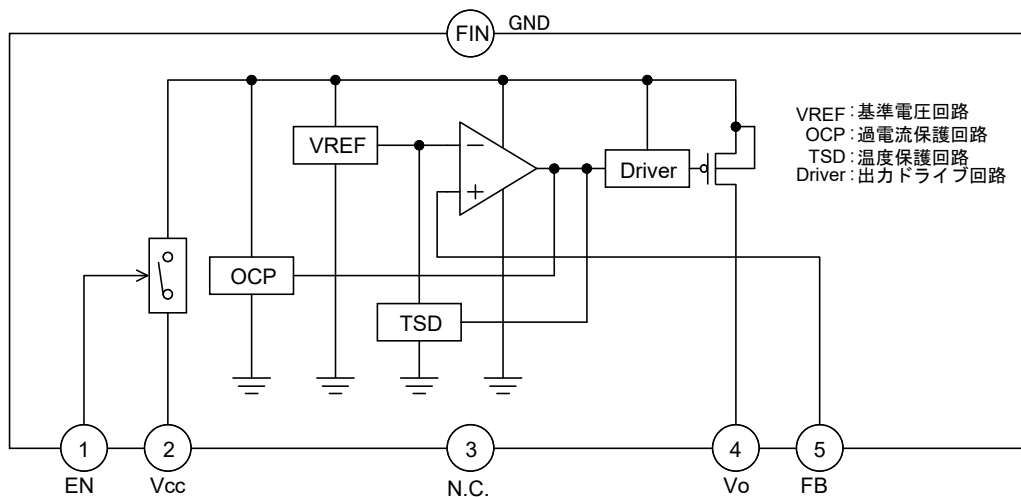 FIN GND
VREF
VREF:基準電圧回路
OCP:過電流保護回路
TSD:温度保護回路
Driver:出力ドライブ回路
−
+
Driver
OCP
TSD
1
2
3
4
5
EN
Vcc
N.C.
Vo
FB